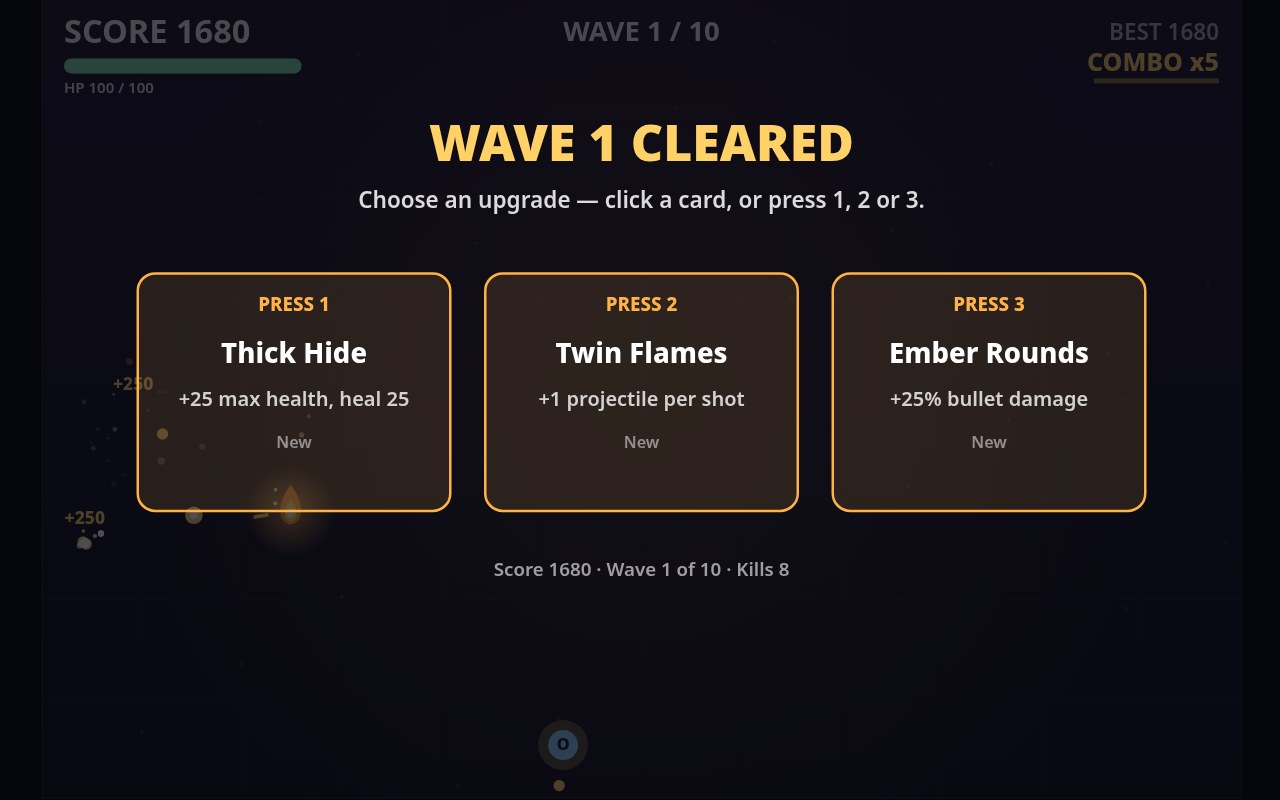 SCORE 1680
WAVE 1 / 10
BEST 1680
COMBO x5
HP 100 / 100
WAVE 1 CLEARED
Choose an upgrade — click a card, or press 1, 2 or 3.
PRESS 1
Thick Hide
+25 max health, heal 25
New
PRESS 2
Twin Flames
+1 projectile per shot
New
PRESS 3
Ember Rounds
+25% bullet damage
New
+250
+250
Score 1680 · Wave 1 of 10 · Kills 8
O